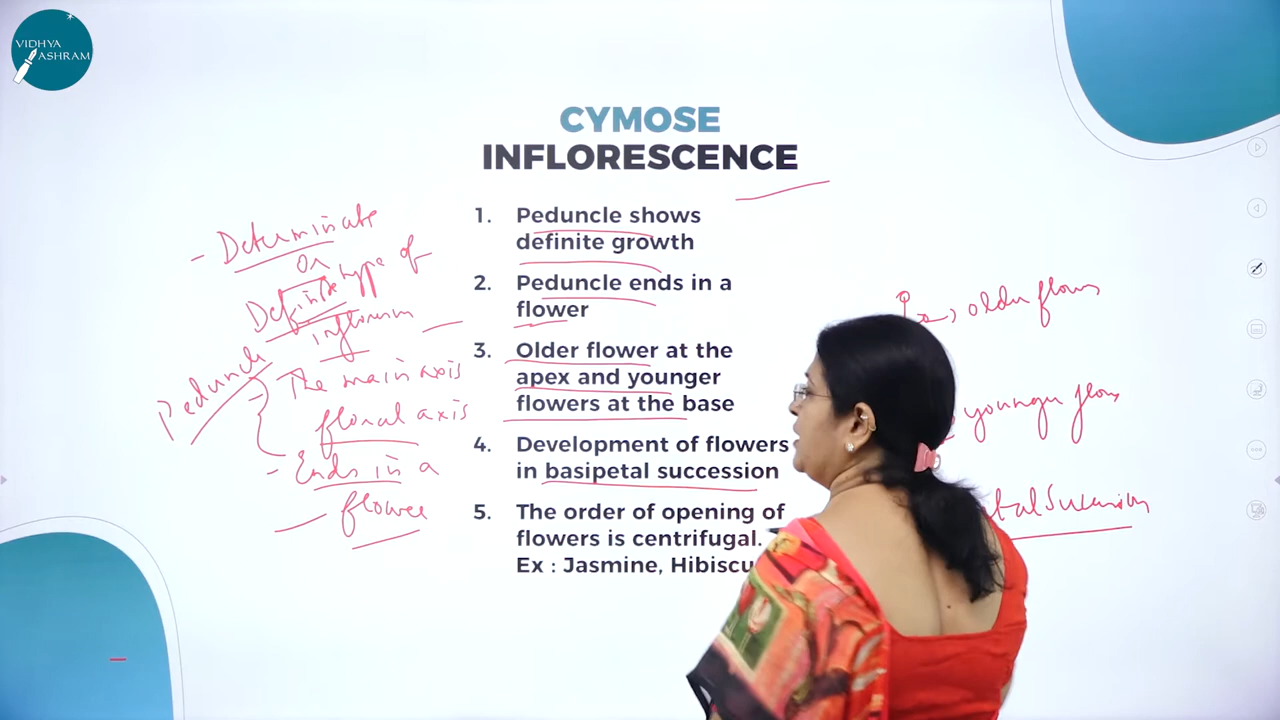 VIDHYA
ASHRAM
CYMOSE
INFLORESCENCE
1. Peduncle shows
definite growth
2. Peduncle ends in a
flower
3. Older flower at the
apex and younger
flowers at the base
4. Development of flowers
in basipetal succession
5. The order of opening of
flowers is centrifugal.
Ex : Jasmine, Hibiscu
- Determinate
Or
Definite type of
Peduncle
- The main axis
floral axis
- Ends in a
flower
older flower
younger flower